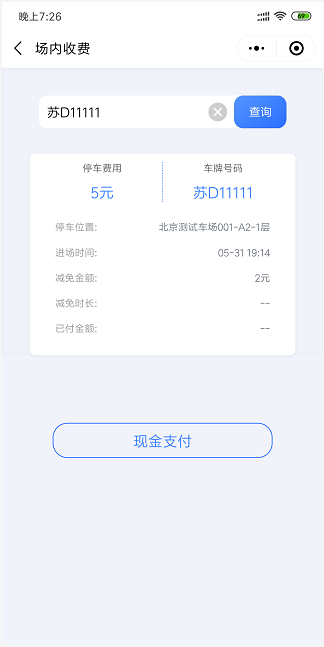 晚上7:26
69
场内收费
苏D11111
查询
停车费用 车牌号码
5元 苏D11111
停车位置: 北京测试车场001-A2-1层
进场时间: 05-31 19:14
减免金额: 2元
减免时长: --
已付金额: --
现金支付